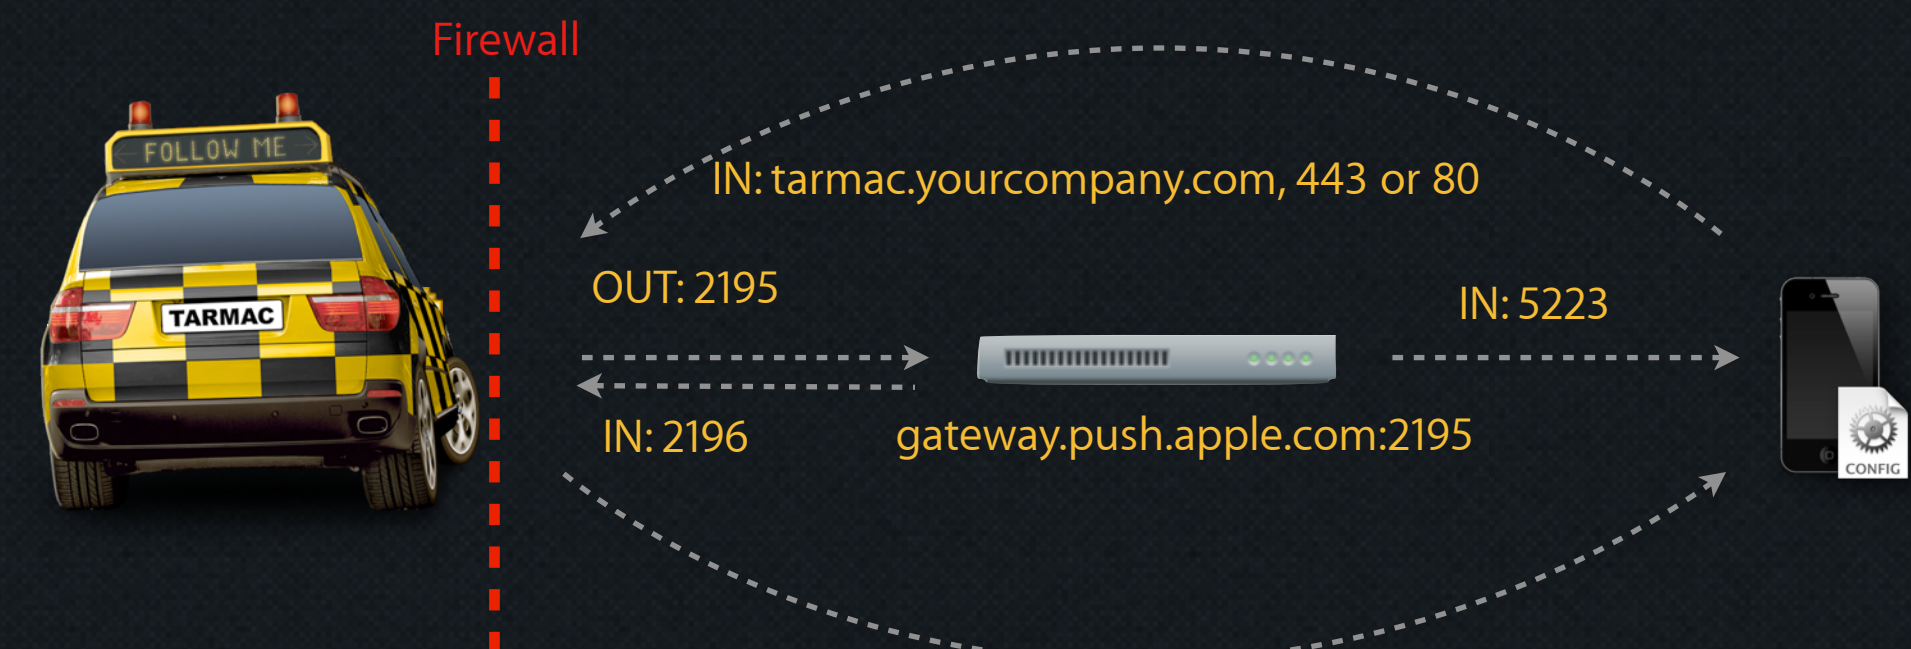 Firewall
FOLLOW ME
IN: tarmac.yourcompany.com, 443 or 80
OUT: 2195
IN: 5223
TARMAC
IN: 2196
gateway.push.apple.com:2195
CONFIG